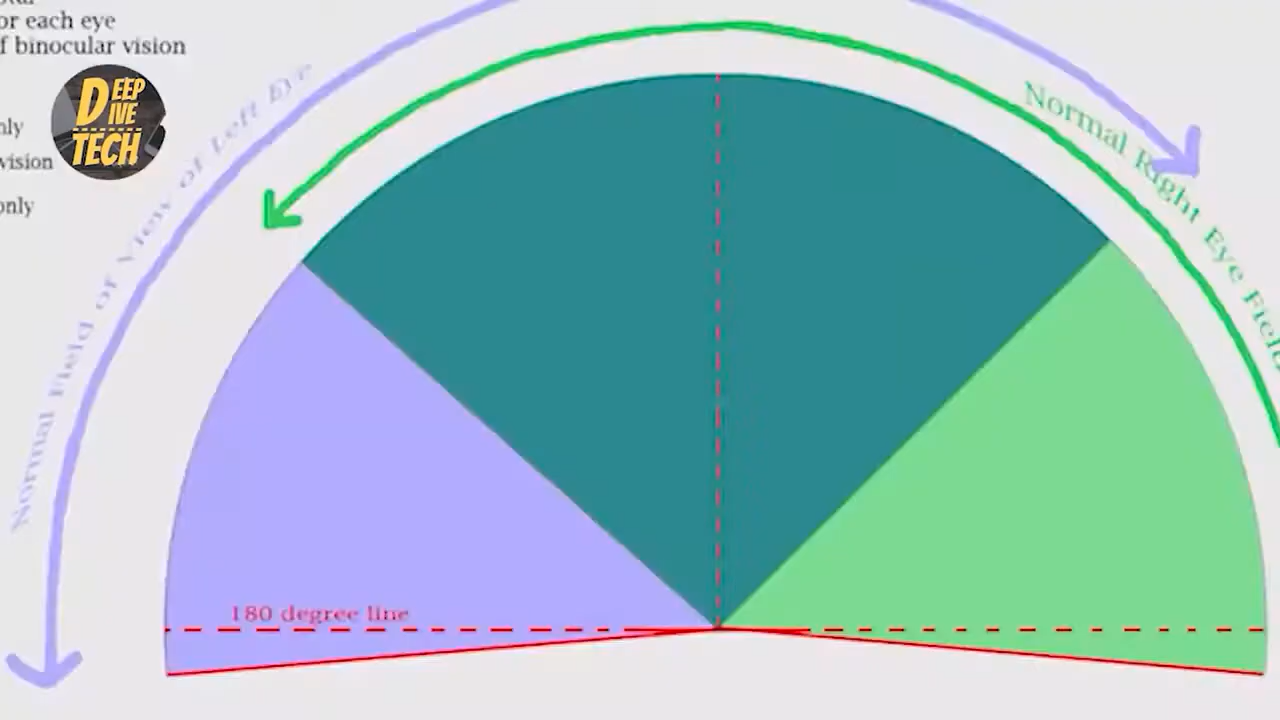 or each eye
f binocular vision
DEEP
DIVE
TECH
nly
vision
only
Normal Field of View of Left Eye
Normal Right Eye Field
180 degree line